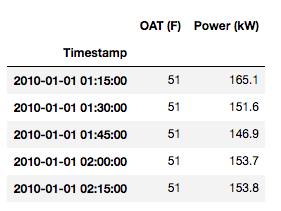 OAT (F) Power (kW)
Timestamp
2010-01-01 01:15:00 51 165.1
2010-01-01 01:30:00 51 151.6
2010-01-01 01:45:00 51 146.9
2010-01-01 02:00:00 51 153.7
2010-01-01 02:15:00 51 153.8